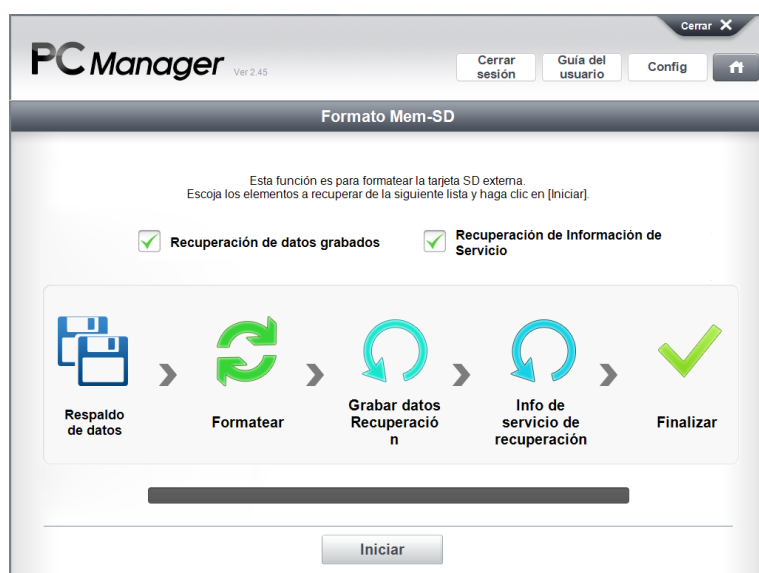 Cerrar X
PC Manager Ver 2.45
Cerrar sesión
Guía del usuario
Config
Formato Mem-SD
Esta función es para formatear la tarjeta SD externa.
Escoja los elementos a recuperar de la siguiente lista y haga clic en [Iniciar].
Recuperación de datos grabados
Recuperación de Información de
Servicio
Respaldo
de datos
Formatear
Grabar datos
Recuperació
n
Info de
servicio de
recuperación
Finalizar
Iniciar